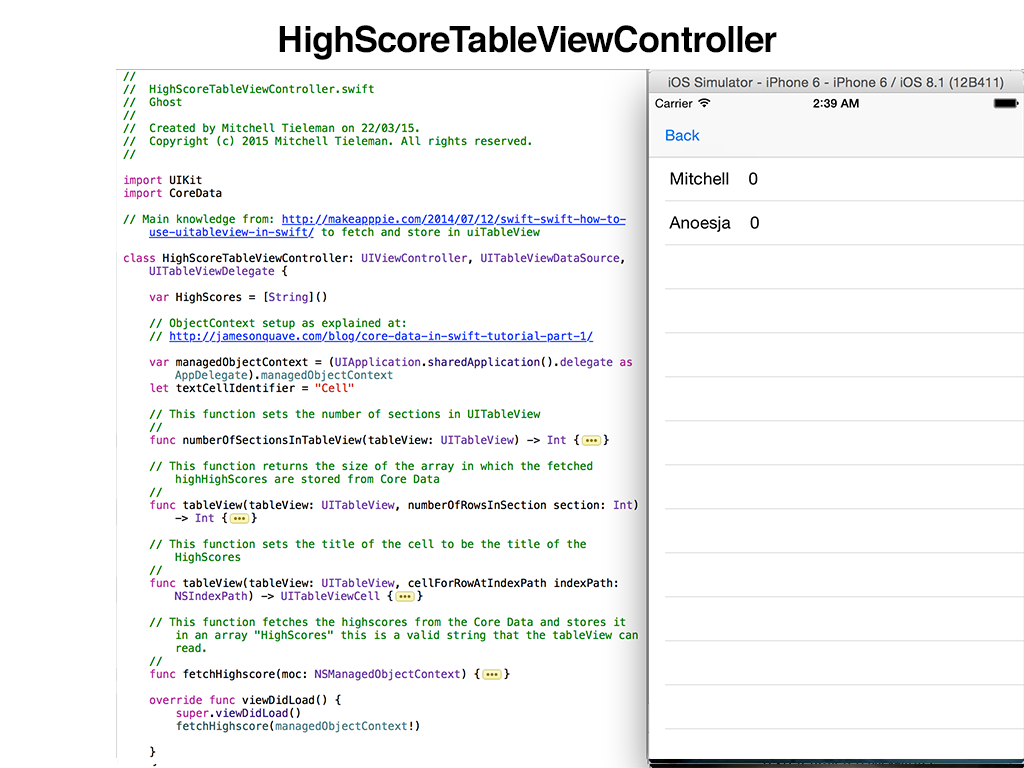 HighScoreTableViewController
//
//  HighScoreTableViewController.swift
//  Ghost
//
//  Created by Mitchell Tieleman on 22/03/15.
//  Copyright (c) 2015 Mitchell Tieleman. All rights reserved.
//
import UIKit
import CoreData
// Main knowledge from: http://makeapppie.com/2014/07/12/swift-swift-how-to-
use-uitableview-in-swift/ to fetch and store in uiTableView
class HighScoreTableViewController: UIViewController, UITableViewDataSource,
UITableViewDelegate {
var HighScores = [String]()
// ObjectContext setup as explained at:
// http://jamesonquave.com/blog/core-data-in-swift-tutorial-part-1/
var managedObjectContext = (UIApplication.sharedApplication().delegate as
AppDelegate).managedObjectContext
let textCellIdentifier = "Cell"
// This function sets the number of sections in UITableView
//
func numberOfSectionsInTableView(tableView: UITableView) -> Int {•••}
// This function returns the size of the array in which the fetched
highHighScores are stored from Core Data
//
func tableView(tableView: UITableView, numberOfRowsInSection section: Int)
-> Int {•••}
// This function sets the title of the cell to be the title of the
HighScores
//
func tableView(tableView: UITableView, cellForRowAtIndexPath indexPath:
NSIndexPath) -> UITableViewCell {•••}
// This function fetches the highscores from the Core Data and stores it
in an array "HighScores" this is a valid string that the tableView can
read.
//
func fetchHighscore(moc: NSManagedObjectContext) {•••}
override func viewDidLoad() {
super.viewDidLoad()
fetchHighscore(managedObjectContext!)
}
iOS Simulator - iPhone 6 - iPhone 6 / iOS 8.1 (12B411)
Carrier 2:39 AM
Back
Mitchell 0
Anoesja 0